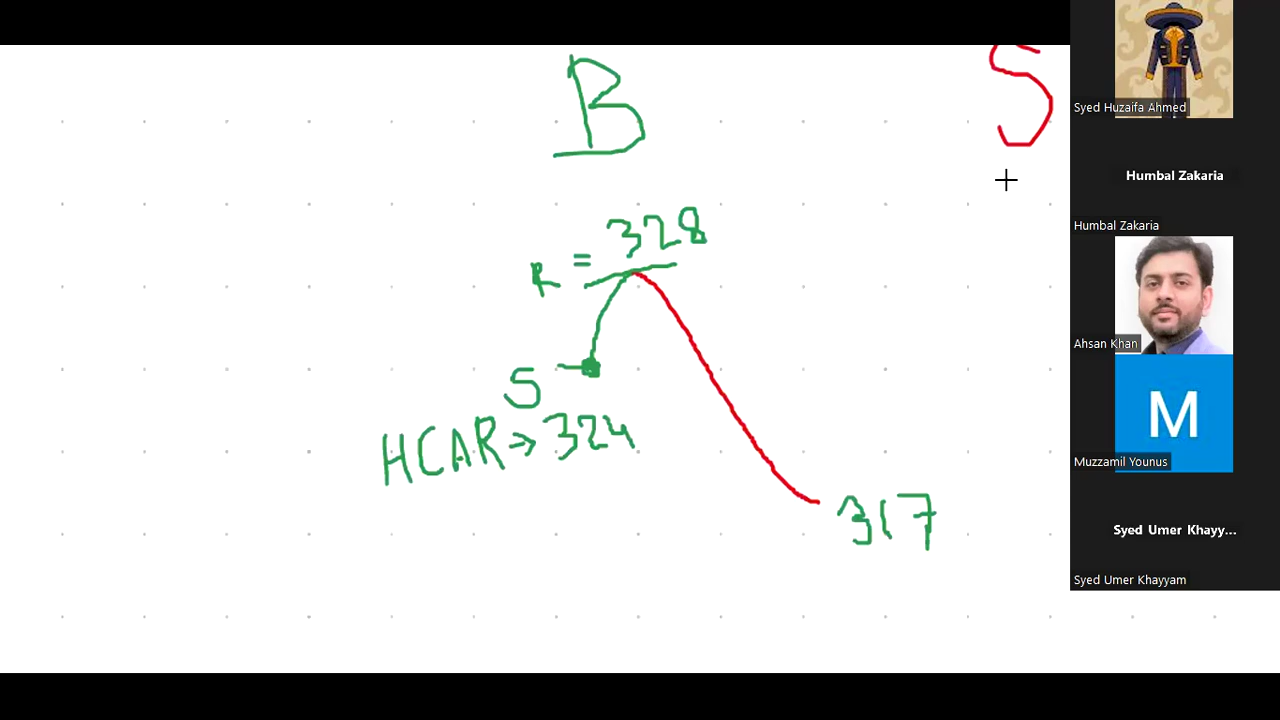 B
S
R = 328
S
HCAR → 324
317
Syed Huzaifa Ahmed
Humbal Zakaria
Humbal Zakaria
Ahsan Khan
M
Muzzamil Younus
Syed Umer Khayy...
Syed Umer Khayyam